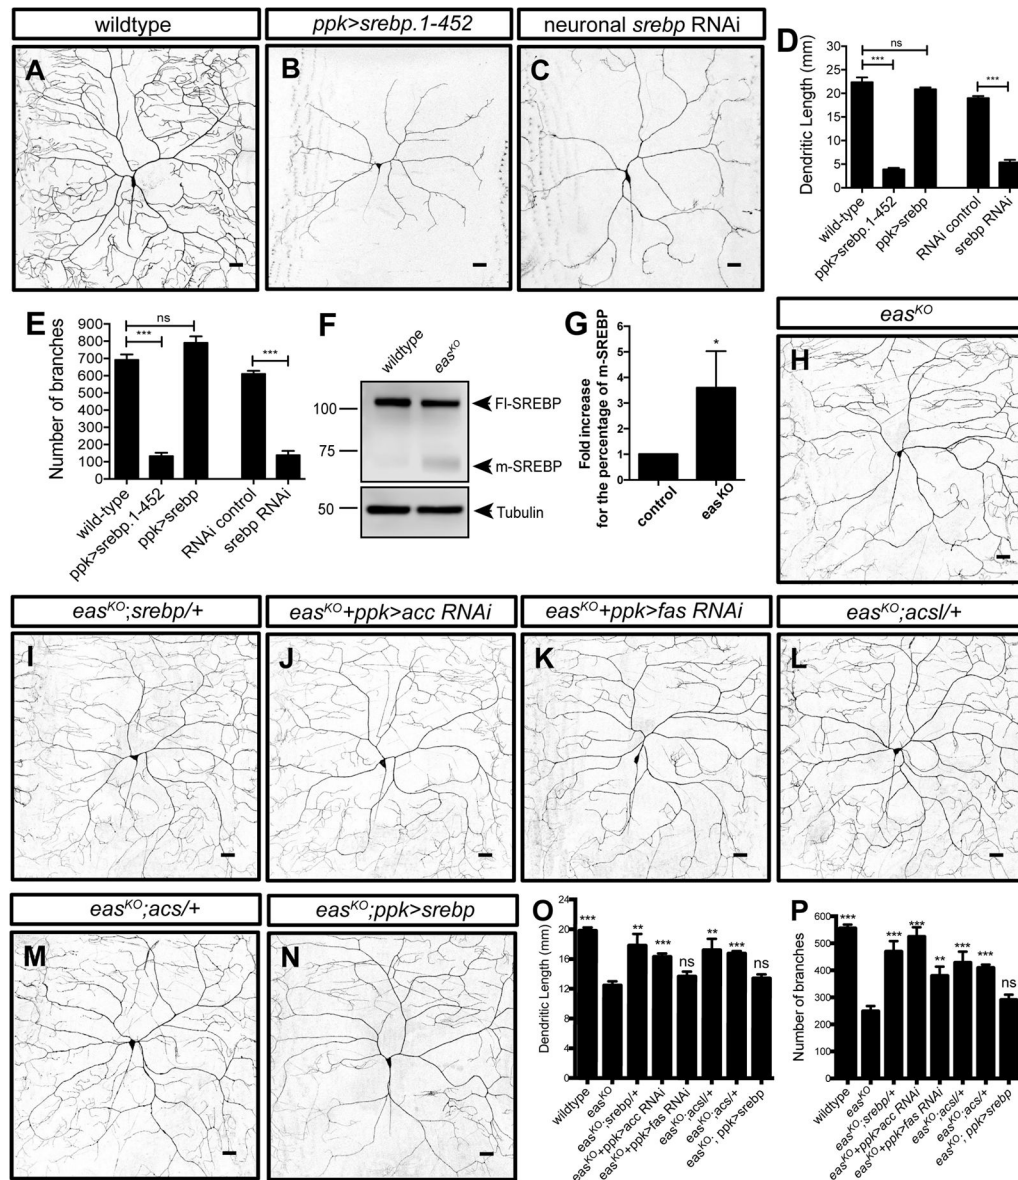 wildtype
ppk>srebp.1-452
neuronal srebp RNAi
A
B
C
D
Dendritic Length (mm)
25
20
15
10
5
0
ns
***
***
wild-type
ppk>srebp.1-452
ppk>srebp
RNAi control
srebp RNAi
E
Number of branches
900
800
700
600
500
400
300
200
100
0
ns
***
***
wild-type
ppk>srebp.1-452
ppk>srebp
RNAi control
srebp RNAi
F
wildtype
easKO
100
75
50
Fl-SREBP
m-SREBP
Tubulin
G
Fold increase
for the percentage of m-SREBP
6
5
4
3
2
1
0
*
control
easKO
easKO
H
easKO;srebp/+
easKO+ppk>acc RNAi
easKO+ppk>fas RNAi
easKO;acsl/+
I
J
K
L
easKO;acs/+
easKO;ppk>srebp
M
N
O
Dendritic Length (mm)
24
20
16
12
8
4
0
***
**
***
ns
**
***
ns
wildtype
easKO
easKO;srebp/+
easKO+ppk>acc RNAi
easKO+ppk>fas RNAi
easKO;acsl/+
easKO;acs/+
easKO; ppk>srebp
P
Number of branches
600
500
400
300
200
100
0
***
***
***
**
***
***
ns
wildtype
easKO
easKO;srebp/+
easKO+ppk>acc RNAi
easKO+ppk>fas RNAi
easKO;acsl/+
easKO;acs/+
easKO; ppk>srebp